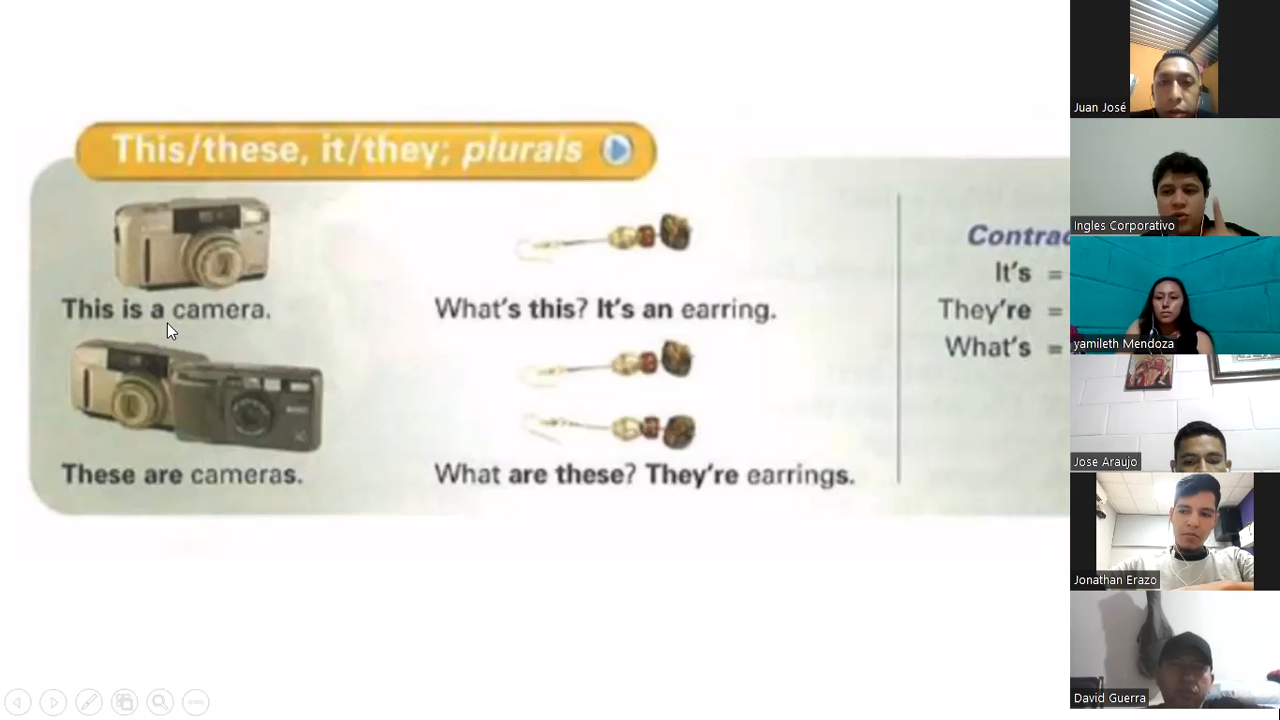 This/these, it/they; plurals
This is a camera.
What's this? It's an earring.
These are cameras.
What are these? They're earrings.
It's =
They're =
What's =
Juan José
Ingles Corporativo
yamileth Mendoza
Jose Araujo
Jonathan Erazo
David Guerra